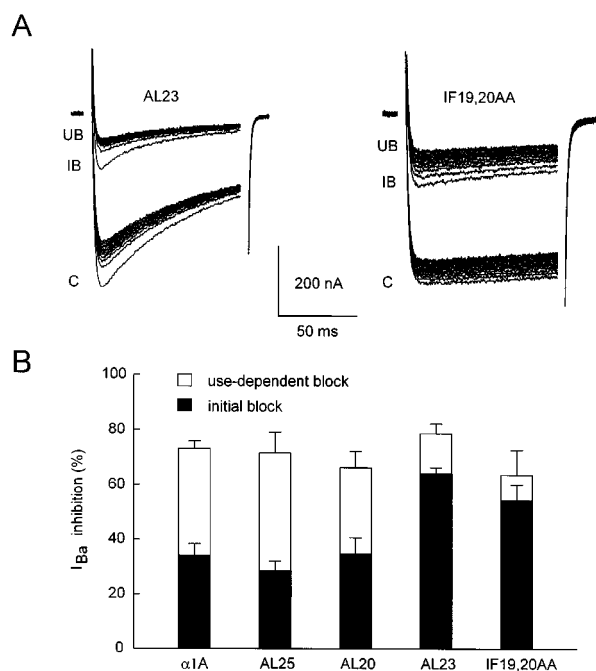 A
AL23
IF19,20AA
UB
IB
C
UB
IB
C
200 nA
50 ms
B
100
80
60
40
20
0
I_Ba inhibition (%)
use-dependent block
initial block
α1A
AL25
AL20
AL23
IF19,20AA